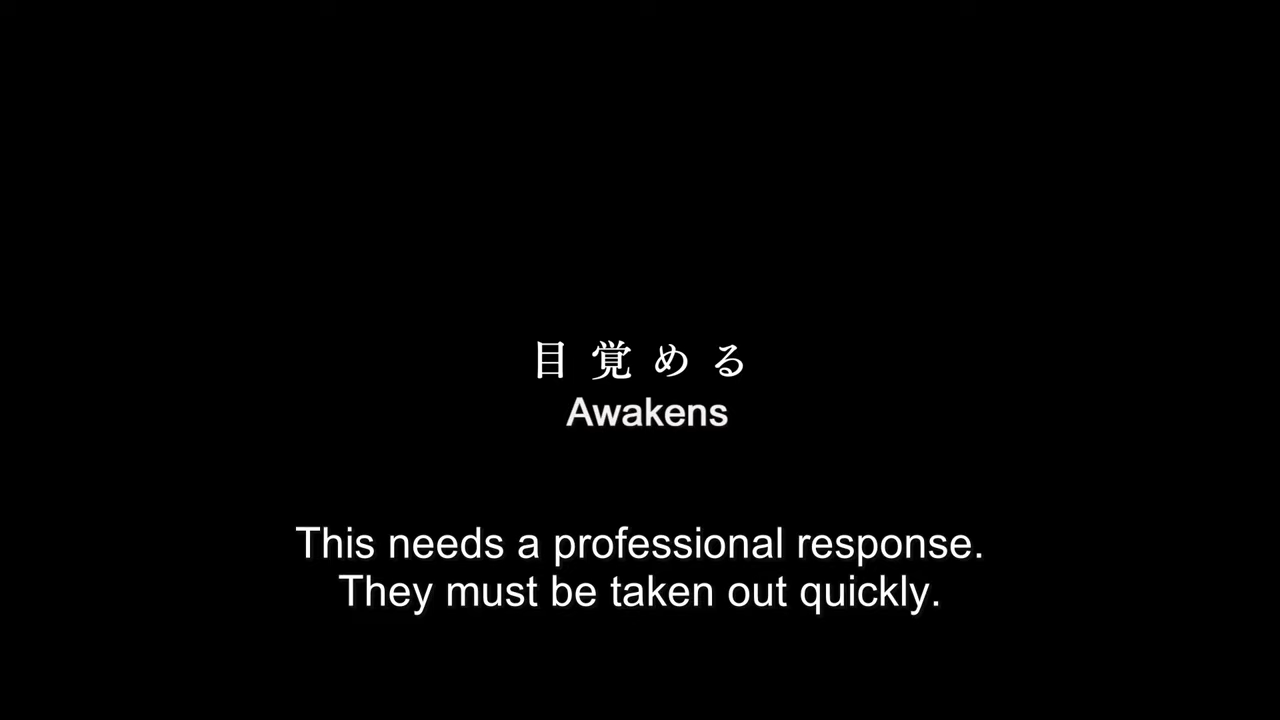 目覚める
Awakens
This needs a professional response.
They must be taken out quickly.